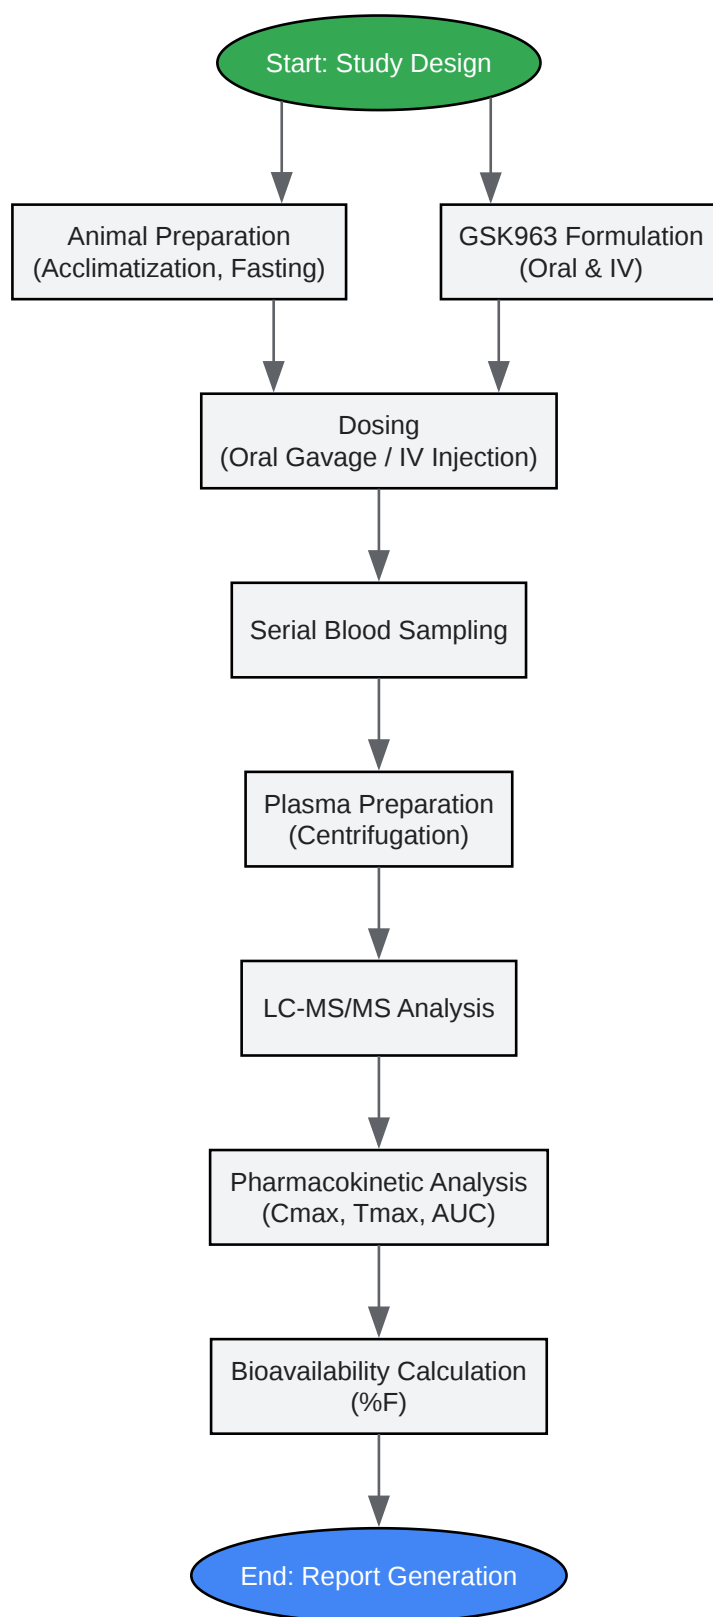 Start: Study Design
Animal Preparation
(Acclimatization, Fasting)
GSK963 Formulation
(Oral & IV)
Dosing
(Oral Gavage / IV Injection)
Serial Blood Sampling
Plasma Preparation
(Centrifugation)
LC-MS/MS Analysis
Pharmacokinetic Analysis
(Cmax, Tmax, AUC)
Bioavailability Calculation
(%F)
End: Report Generation